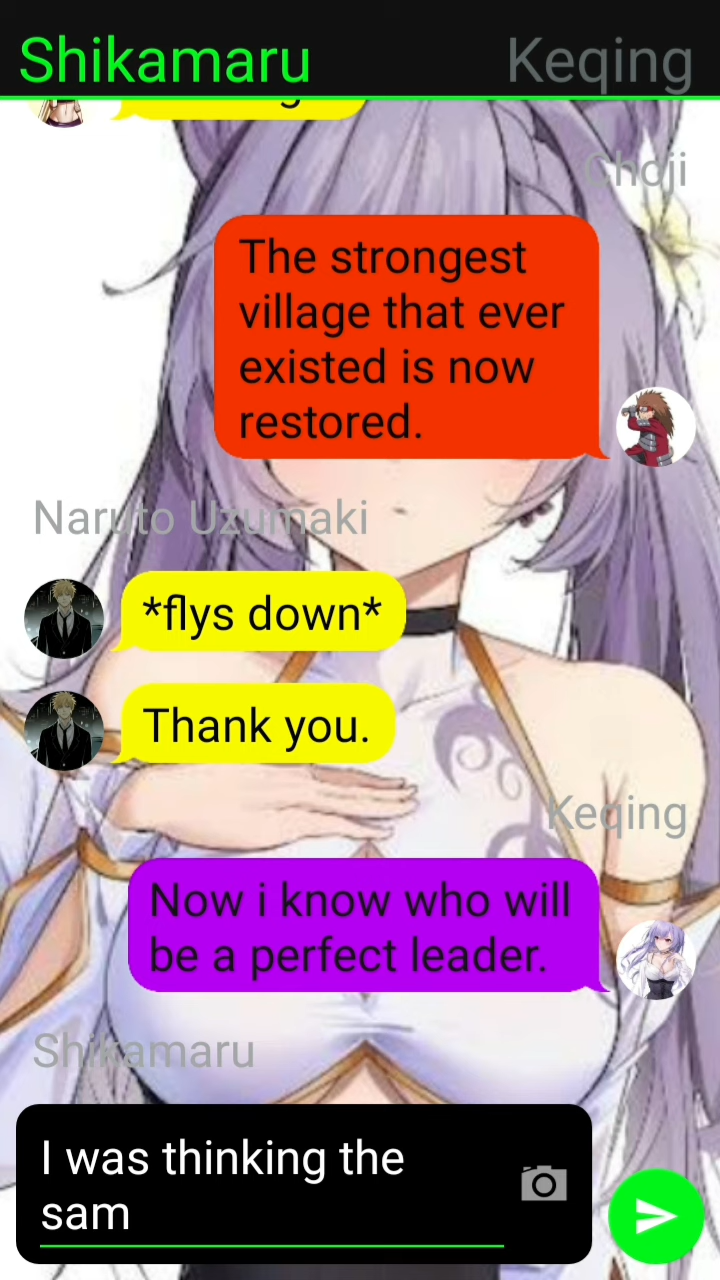 Shikamaru
Keqing
Choji
The strongest
village that ever
existed is now
restored.
Naruto Uzumaki
*flys down*
Thank you.
Keqing
Now i know who will
be a perfect leader.
Shikamaru
I was thinking the
sam